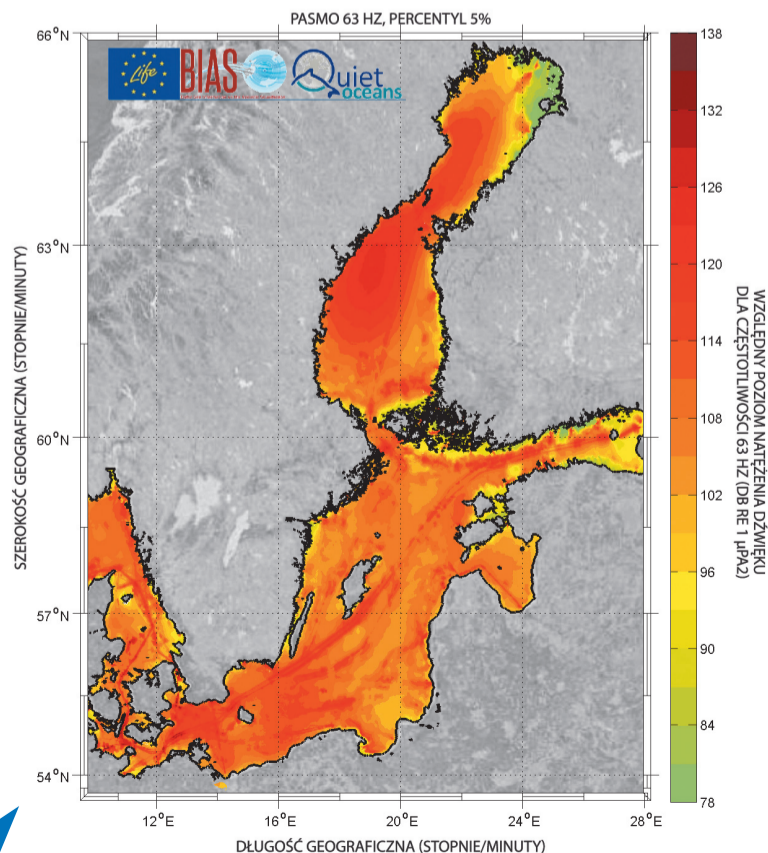 PASMO 63 HZ, PERCENTYL 5%
Life
BIAS
Quiet
oceans
66°N
63°N
60°N
57°N
54°N
SZEROKOŚĆ GEOGRAFICZNA (STOPNIE/MINUTY)
12°E
16°E
20°E
24°E
28°E
DŁUGOŚĆ GEOGRAFICZNA (STOPNIE/MINUTY)
138
132
126
120
114
108
102
96
90
84
78
WZGLĘDNY POZIOM NATĘŻENIA DŹWIĘKU
DLA CZĘSTOTLIWOŚCI 63 HZ (DB RE 1 µPA2)